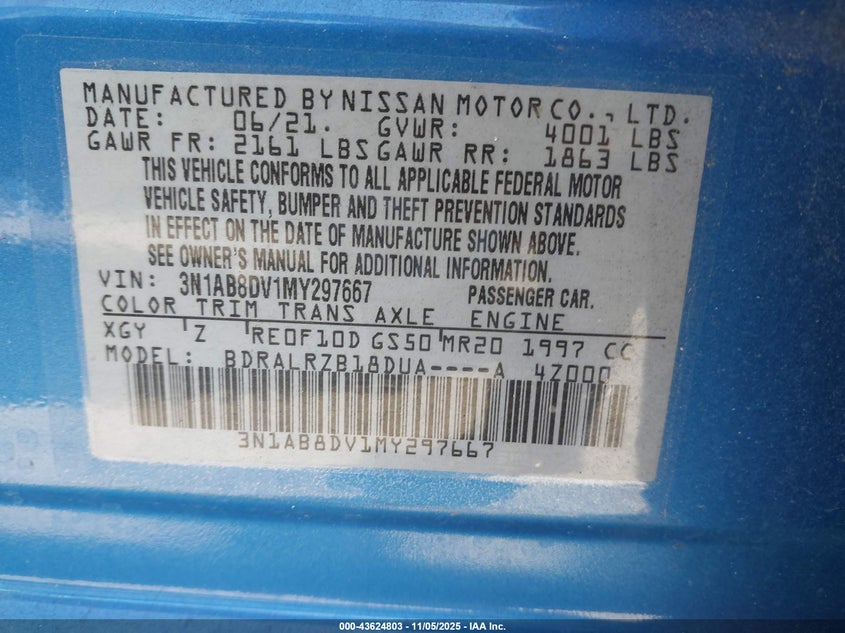 MANUFACTURED BY NISSAN MOTOR CO., LTD.
DATE: 06/21. GVWR: 4001 LBS
GAWR FR: 2161 LBS GAWR RR: 1863 LBS
THIS VEHICLE CONFORMS TO ALL APPLICABLE FEDERAL MOTOR
VEHICLE SAFETY, BUMPER AND THEFT PREVENTION STANDARDS
IN EFFECT ON THE DATE OF MANUFACTURE SHOWN ABOVE.
SEE OWNER'S MANUAL FOR ADDITIONAL INFORMATION.
VIN: 3N1AB8DV1MY297667 PASSENGER CAR.
COLOR TRIM TRANS AXLE ENGINE
XGY Z RE0F10D GS50 MR20 1997 CC
MODEL: BDRALRZB18DUA----A 4Z000
3N1AB8DV1MY297667
000-43624803 — 11/05/2025 - IAA Inc.